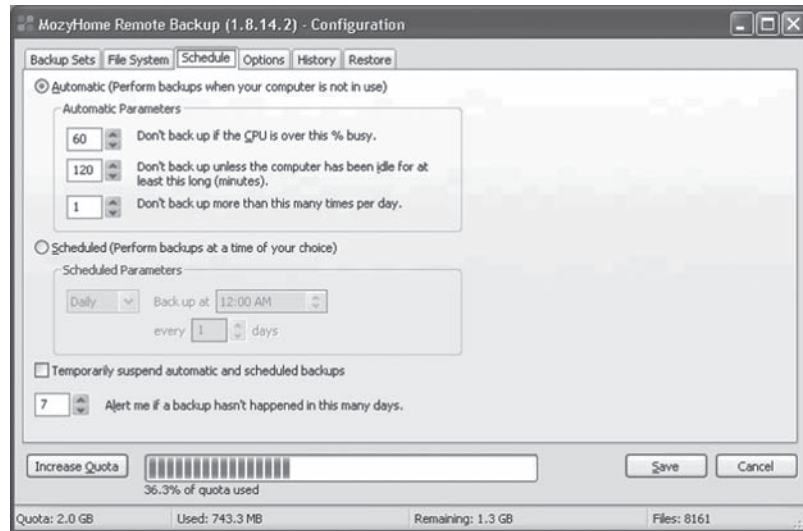 MozyHome Remote Backup (1.8.14.2) - Configuration
Backup Sets File System Schedule Options History Restore
Automatic (Perform backups when your computer is not in use)
Automatic Parameters
60 Don't back up if the CPU is over this % busy.
120 Don't back up unless the computer has been idle for at
least this long (minutes).
1 Don't back up more than this many times per day.
Scheduled (Perform backups at a time of your choice)
Scheduled Parameters
Daily Back up at 12:00 AM
every 1 days
Temporarily suspend automatic and scheduled backups
7 Alert me if a backup hasn't happened in this many days.
Increase Quota Save Cancel
36.3% of quota used
Quota: 2.0 GB Used: 743.3 MB Remaining: 1.3 GB Files: 8161